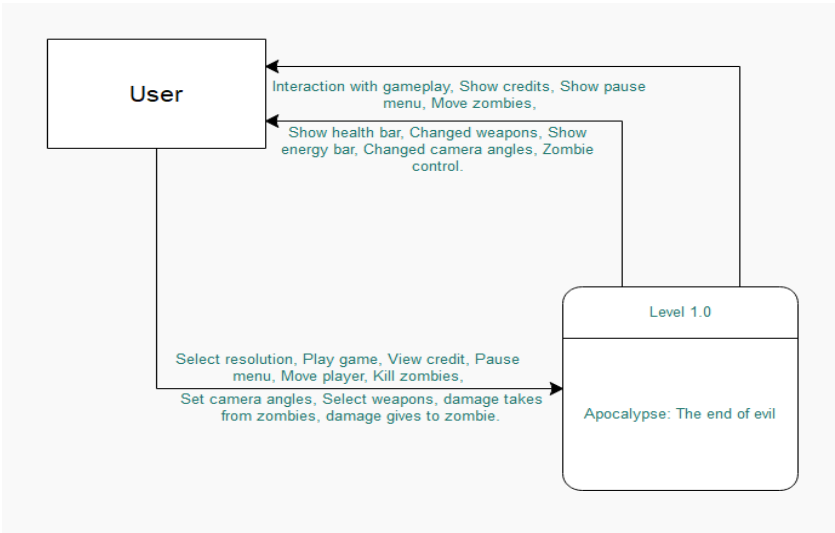 User
Interaction with gameplay, Show credits, Show pause
menu, Move zombies,
Show health bar, Changed weapons, Show
energy bar, Changed camera angles, Zombie
control.
Level 1.0
Select resolution, Play game, View credit, Pause
menu, Move player, Kill zombies,
Set camera angles, Select weapons, damage takes
from zombies, damage gives to zombie.
Apocalypse: The end of evil